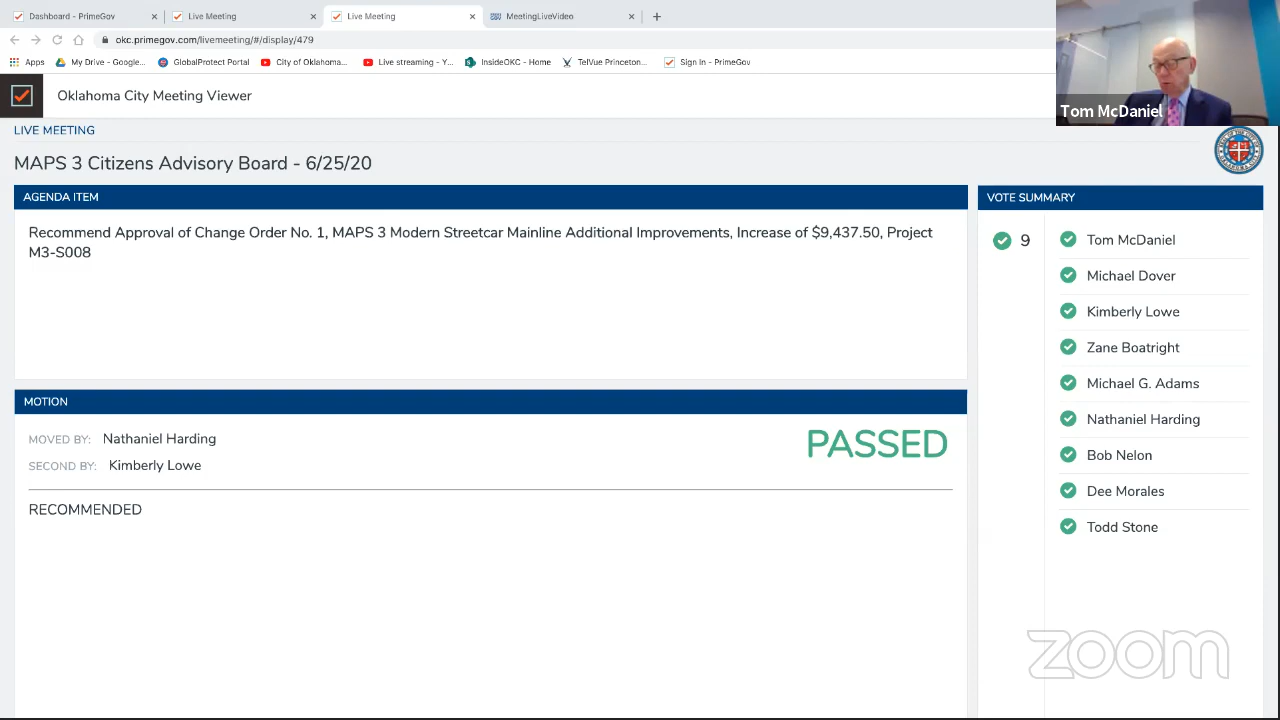 Dashboard - PrimeGov
Live Meeting
Live Meeting
MeetingLiveVideo
okc.primegov.com/livemeeting/#/display/479
Apps
My Drive - Google...
GlobalProtect Portal
City of Oklahoma...
Live streaming - Y...
InsideOKC - Home
TelVue Princeton...
Sign In - PrimeGov
Tom McDaniel
Oklahoma City Meeting Viewer
LIVE MEETING
MAPS 3 Citizens Advisory Board - 6/25/20
AGENDA ITEM
Recommend Approval of Change Order No. 1, MAPS 3 Modern Streetcar Mainline Additional Improvements, Increase of $9,437.50, Project
M3-S008
MOTION
MOVED BY: Nathaniel Harding
SECOND BY: Kimberly Lowe
PASSED
RECOMMENDED
VOTE SUMMARY
9
Tom McDaniel
Michael Dover
Kimberly Lowe
Zane Boatright
Michael G. Adams
Nathaniel Harding
Bob Nelon
Dee Morales
Todd Stone
zoom